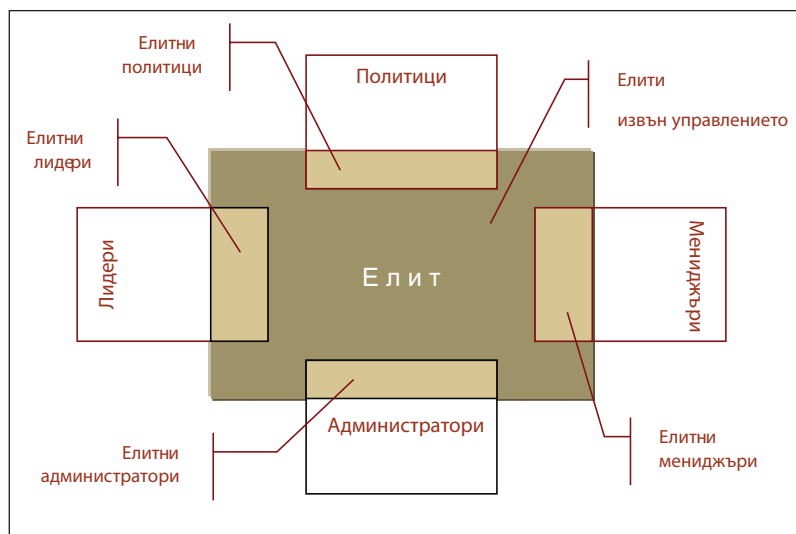 Елитни
политици
Политици
Елити
извън управлението
Елитни
лидери
Лидери
Елит
Мениджъри
Администратори
Елитни
администратори
Елитни
мениджъри